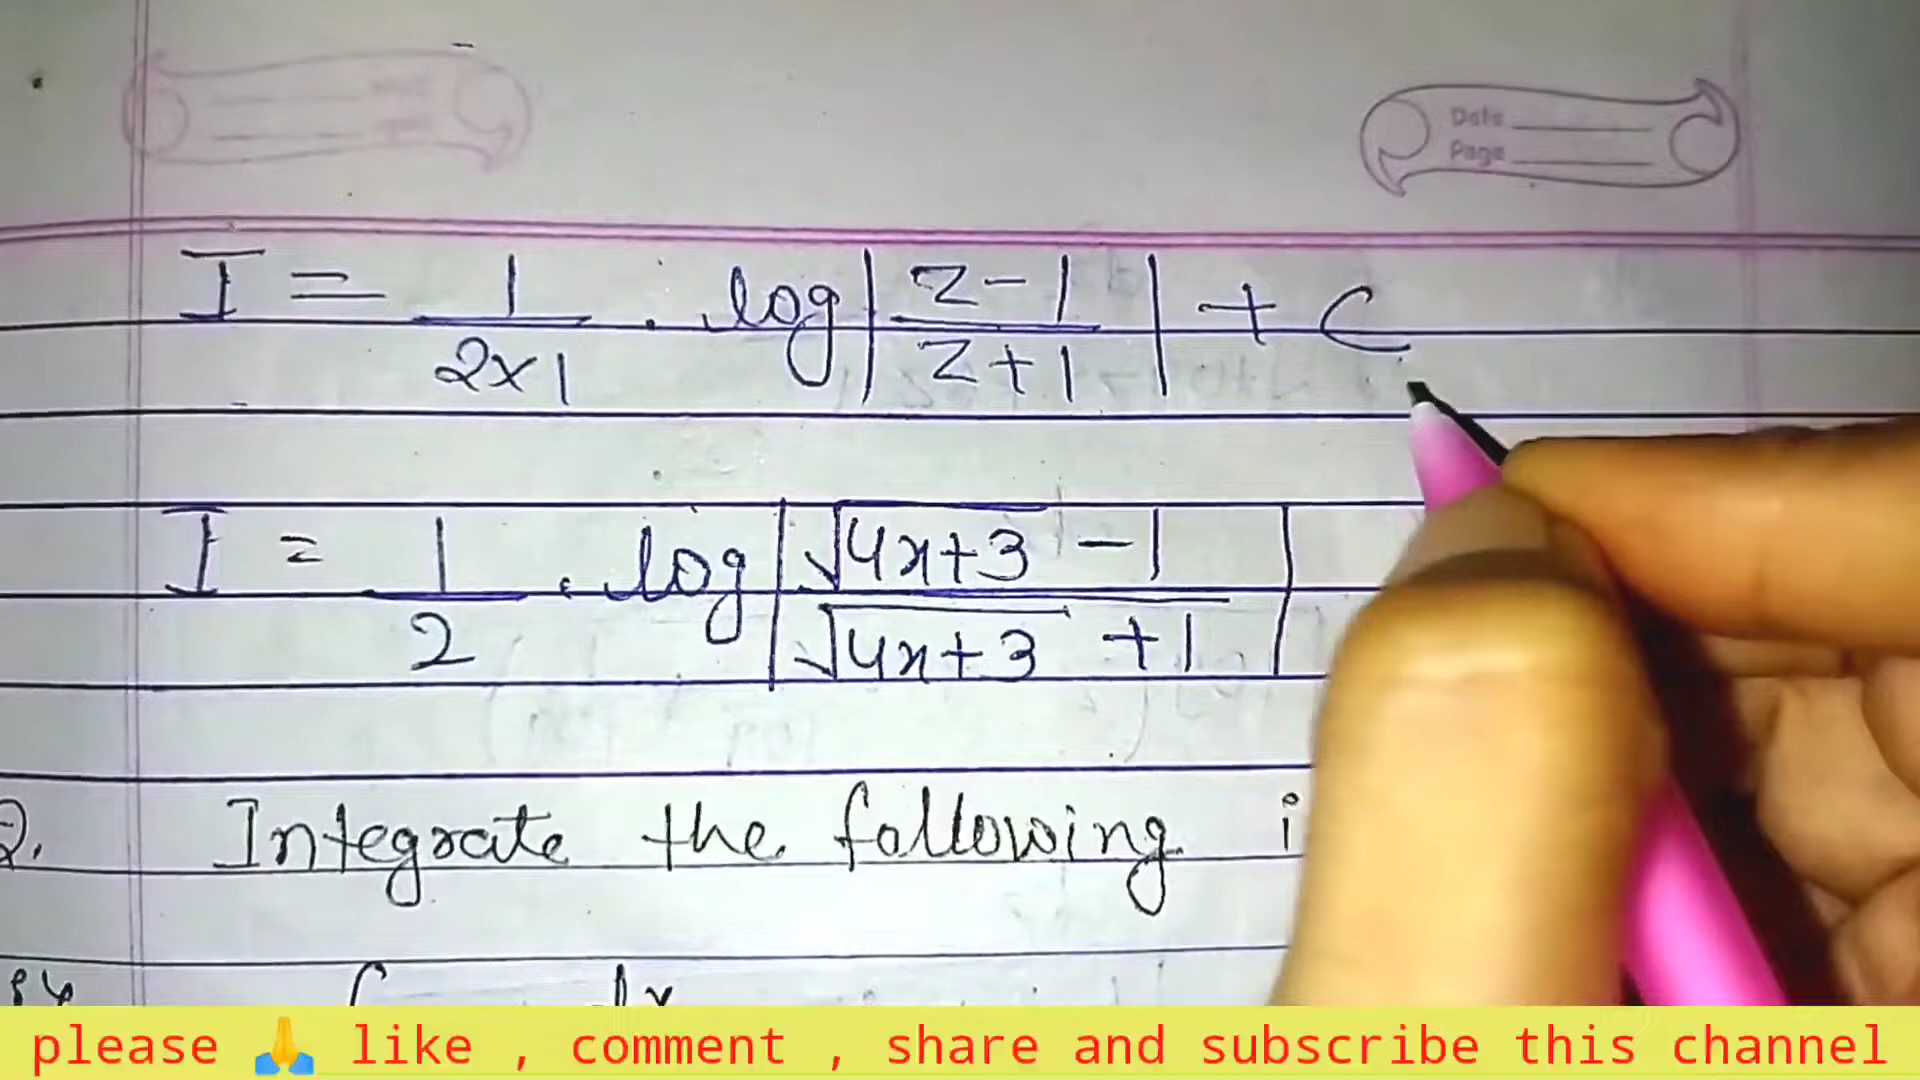 Date
Page
I = 1/2×1 . log|z-1/z+1| + C
I = 1/2 . log|√4x+3 -1/√4x+3 +1|
Q. Integrate the following
dx
please 🙏 like , comment , share and subscribe this channel